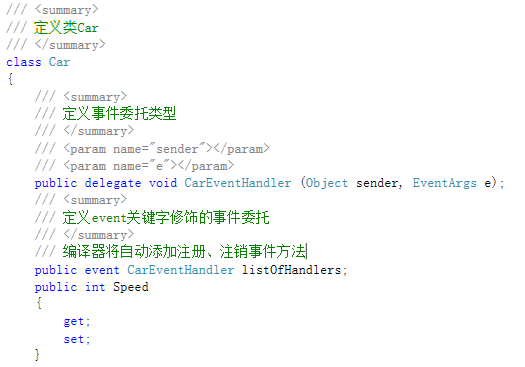 /// <summary>
/// 定义类Car
/// </summary>
class Car
{
/// <summary>
/// 定义事件委托类型
/// </summary>
/// <param name="sender"></param>
/// <param name="e"></param>
public delegate void CarEventHandler (Object sender, EventArgs e);
/// <summary>
/// 定义event关键字修饰的事件委托
/// </summary>
/// 编译器将自动添加注册、注销事件方法
public event CarEventHandler listOfHandlers;
public int Speed
{
get;
set;
}